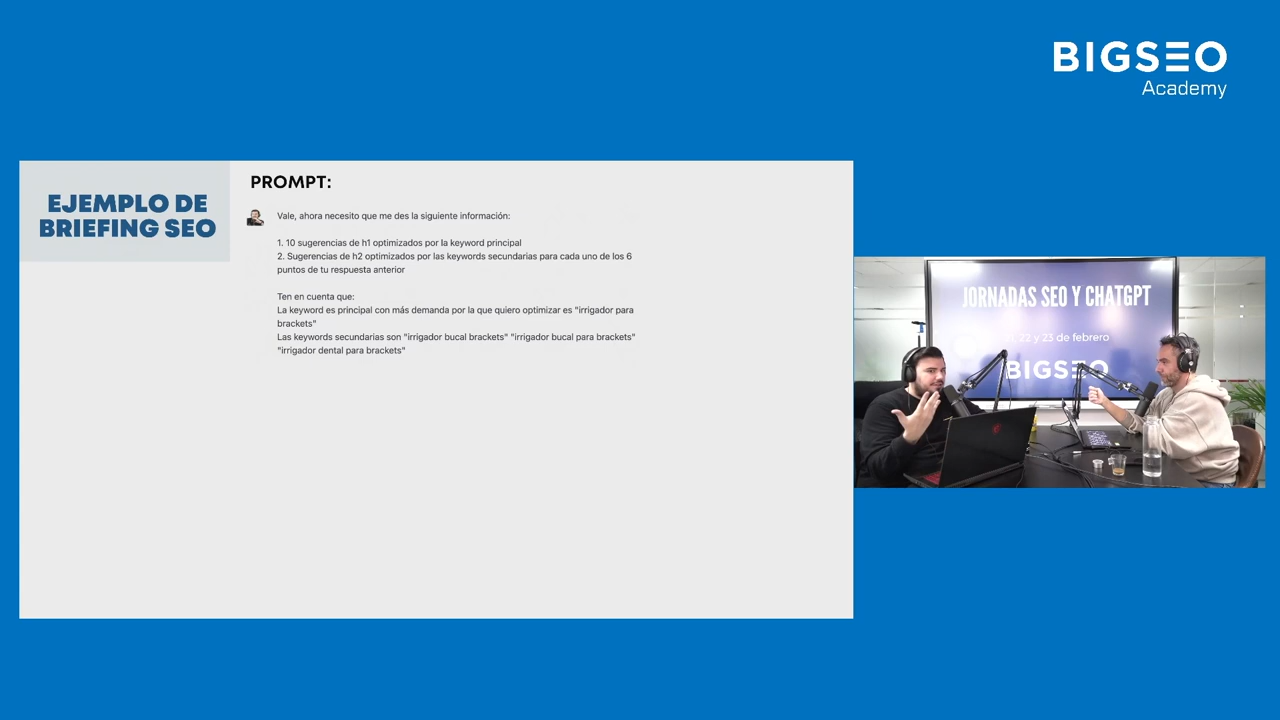 BIGSEO
Academy
EJEMPLO DE
BRIEFING SEO
PROMPT:
Vale, ahora necesito que me des la siguiente información:
1. 10 sugerencias de h1 optimizados por la keyword principal
2. Sugerencias de h2 optimizados por las keywords secundarias para cada uno de los 6
puntos de tu respuesta anterior
Ten en cuenta que:
La keyword es principal con más demanda por la que quiero optimizar es "irrigador para
brackets"
Las keywords secundarias son "irrigador bucal brackets" "irrigador bucal para brackets"
"irrigador dental para brackets"
JORNADAS SEO Y CHATGPT
22 y 23 de febrero
BIGSEO